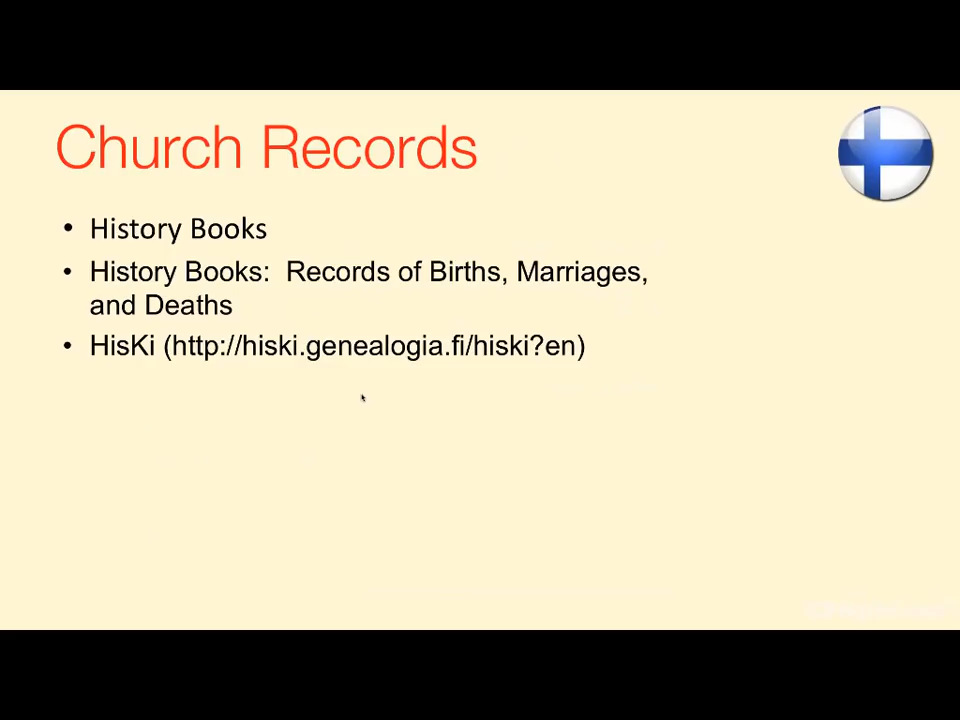 Church Records
• History Books
• History Books:  Records of Births, Marriages,
and Deaths
• HisKi (http://hiski.genealogia.fi/hiski?en)